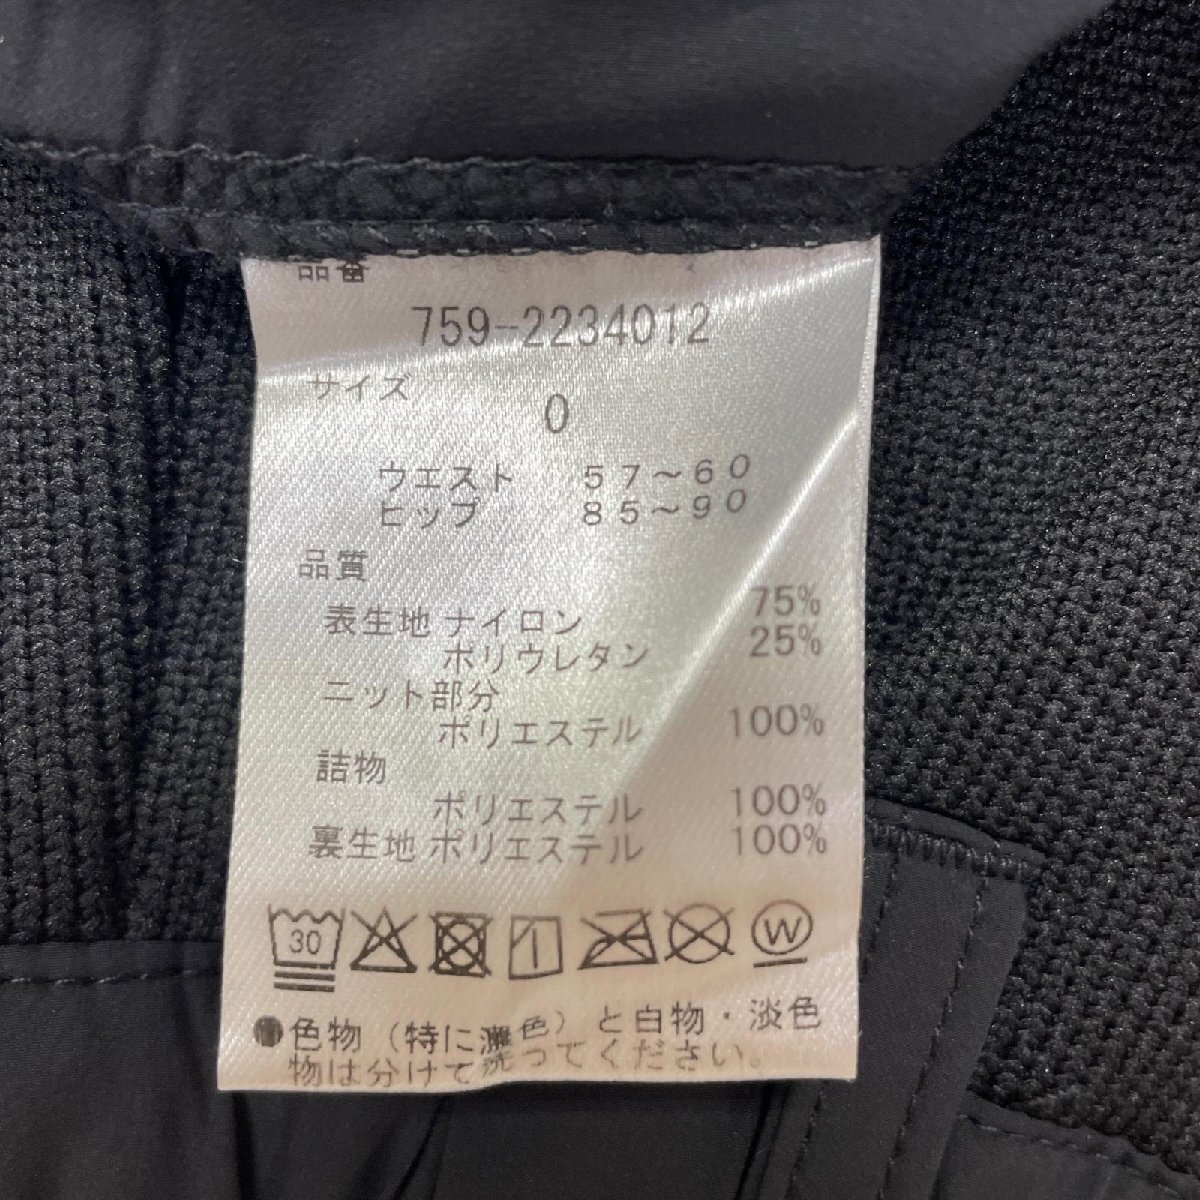 品番
759-2234012
サイズ
0
ウエスト 57～60
ヒップ 85～90
品質
表生地 ナイロン 75%
ポリウレタン 25%
ニット部分
ポリエステル 100%
詰物
ポリエステル 100%
裏生地 ポリエステル 100%
30 W
●色物（特に濃色）と白物・淡色
物は分けて洗ってください。